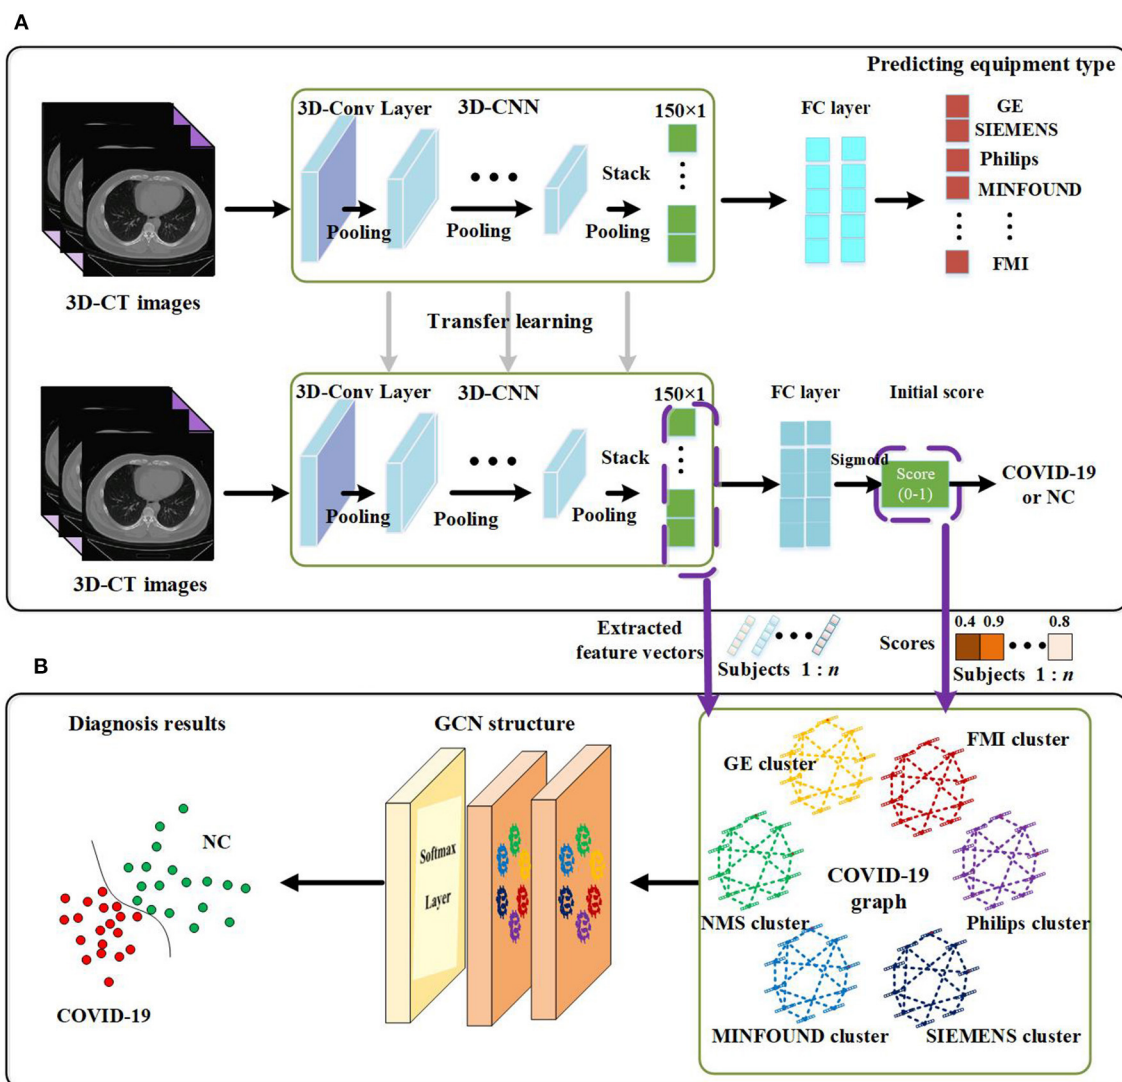 A
Predicting equipment type
3D-Conv Layer 3D-CNN 150×1 FC layer
GE
SIEMENS
Philips
MINFOUND
FMI
Stack
Pooling Pooling Pooling
3D-CT images
Transfer learning
3D-Conv Layer 3D-CNN 150×1 FC layer Initial score
Stack
Sigmoid
Score
(0-1)
COVID-19
or NC
Pooling Pooling Pooling
3D-CT images
Extracted
feature vectors
Subjects 1 : n
Scores
0.4 0.9 0.8
Subjects 1 : n
B
Diagnosis results
GCN structure
NC
COVID-19
Softmax
Layer
GE cluster
FMI cluster
COVID-19
graph
NMS cluster
Philips cluster
MINFOUND cluster
SIEMENS cluster